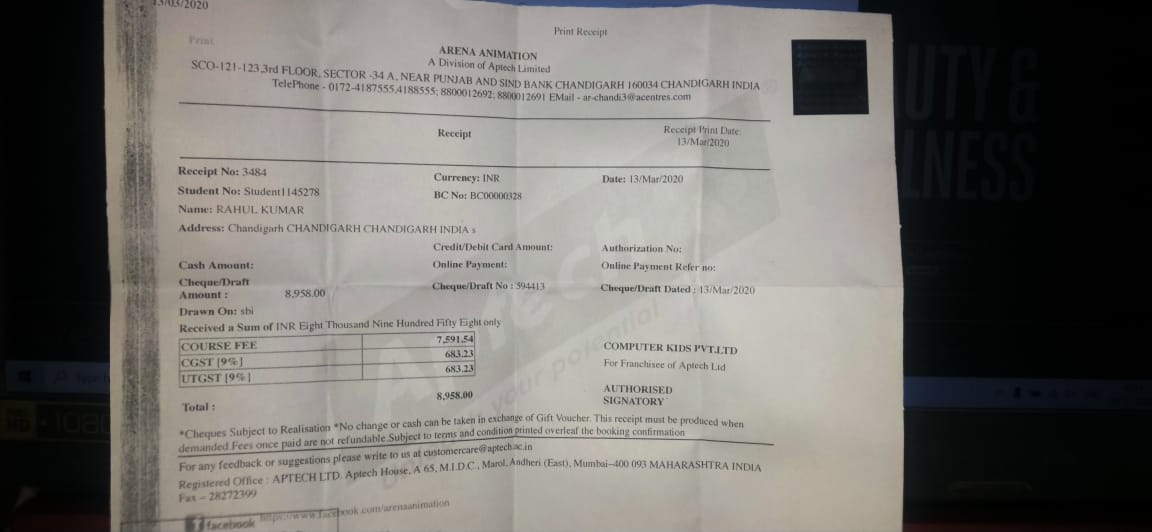 13/03/2020
Print Receipt
Print
ARENA ANIMATION
A Division of Aptech Limited
SCO-121-123,3rd FLOOR, SECTOR -34 A, NEAR PUNJAB AND SIND BANK CHANDIGARH 160034 CHANDIGARH INDIA
TelePhone - 0172-4187555,4188555; 8800012692; 8800012691 EMail - ar-chandi3@acentres.com
Receipt
Receipt Print Date:
13/Mar/2020
Receipt No: 3484
Currency: INR
Date: 13/Mar/2020
Student No: Student1145278
BC No: BC00000328
Name: RAHUL KUMAR
Address: Chandigarh CHANDIGARH CHANDIGARH INDIA s
Credit/Debit Card Amount:
Authorization No:
Cash Amount:
Online Payment:
Online Payment Refer no:
Cheque/Draft
Amount : 8,958.00
Cheque/Draft No : 594413
Cheque/Draft Dated : 13/Mar/2020
Drawn On: sbi
Received a Sum of INR Eight Thousand Nine Hundred Fifty Eight only
COURSE FEE 7,591.54
CGST [9%] 683.23
UTGST [9%] 683.23
COMPUTER KIDS PVT.LTD
For Franchisee of Aptech Ltd
Total : 8,958.00
AUTHORISED
SIGNATORY
*Cheques Subject to Realisation *No change or cash can be taken in exchange of Gift Voucher. This receipt must be produced when
demanded.Fees once paid are not refundable.Subject to terms and condition printed overleaf the booking confirmation
For any feedback or suggestions please write to us at customercare@aptech.ac.in
Registered Office : APTECH LTD. Aptech House, A 65, M.I.D.C., Marol, Andheri (East), Mumbai–400 093 MAHARASHTRA INDIA
Fax – 28272399
facebook https://www.facebook.com/arenaanimation
Aptech
your potential
UTY &
LNESS
1080